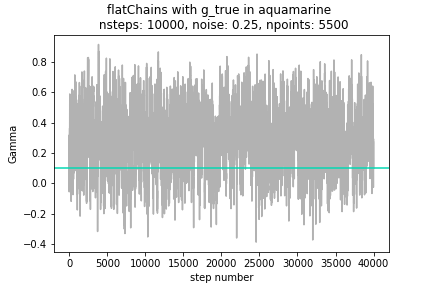 flatChains with g_true in aquamarine
nsteps: 10000, noise: 0.25, npoints: 5500
Gamma
0.8
0.6
0.4
0.2
0.0
−0.2
−0.4
0 5000 10000 15000 20000 25000 30000 35000 40000
step number